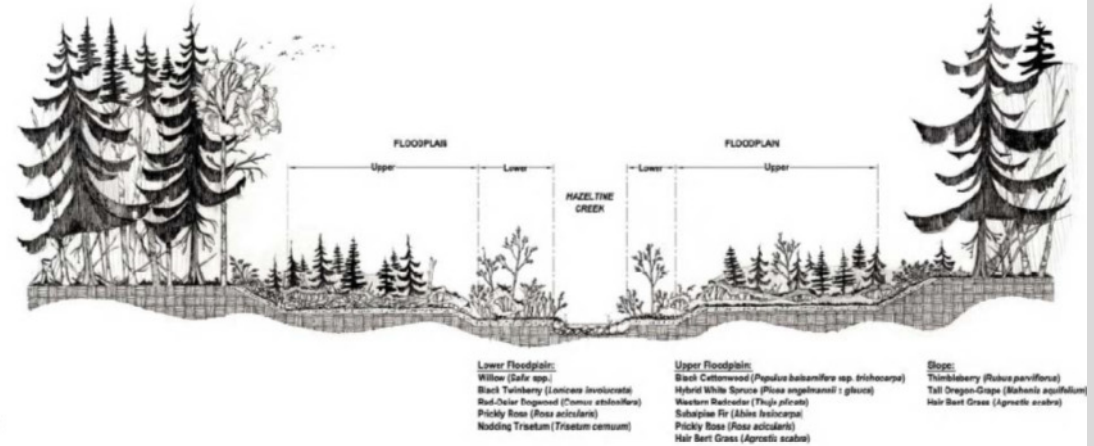 FLOODPLAIN
FLOODPLAIN
Upper
Lower
HAZELTINE
CREEK
Lower
Upper
Lower Floodplain:
Willow (Salix spp.)
Black Twinberry (Lonicera involucrata)
Red-Osier Dogwood (Cornus stolonifera)
Prickly Rose (Rosa acicularis)
Nodding Trisetum (Trisetum cernuum)
Upper Floodplain:
Black Cottonwood (Populus balsamifera ssp. trichocarpa)
Hybrid White Spruce (Picea engelmannii x glauca)
Western Redcedar (Thuja plicata)
Subalpine Fir (Abies lasiocarpa)
Prickly Rose (Rosa acicularis)
Hair Bent Grass (Agrostis scabra)
Slope:
Thimbleberry (Rubus parviflorus)
Tall Oregon-Grape (Mahonia aquifolium)
Hair Bent Grass (Agrostis scabra)